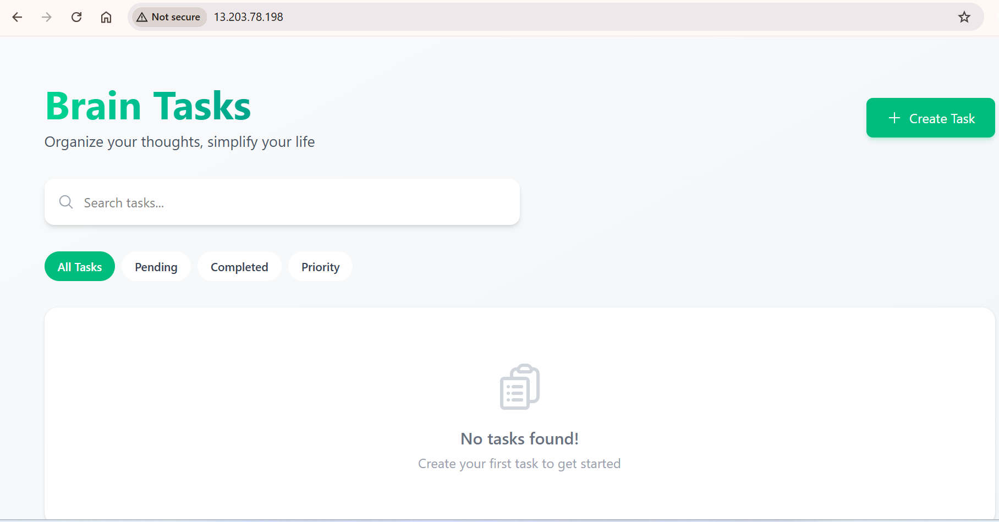 Not secure 13.203.78.198
Brain Tasks
Organize your thoughts, simplify your life
Create Task
Search tasks...
All Tasks Pending Completed Priority
No tasks found!
Create your first task to get started